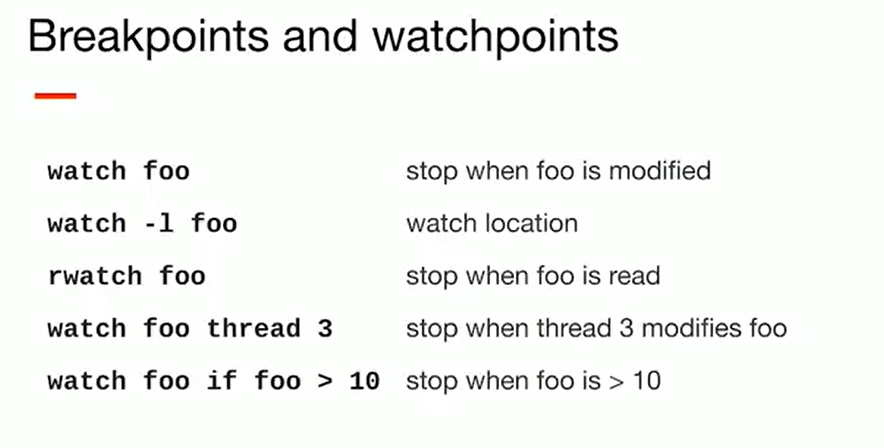 Breakpoints and watchpoints
watch foo stop when foo is modified
watch -l foo watch location
rwatch foo stop when foo is read
watch foo thread 3 stop when thread 3 modifies foo
watch foo if foo > 10 stop when foo is > 10